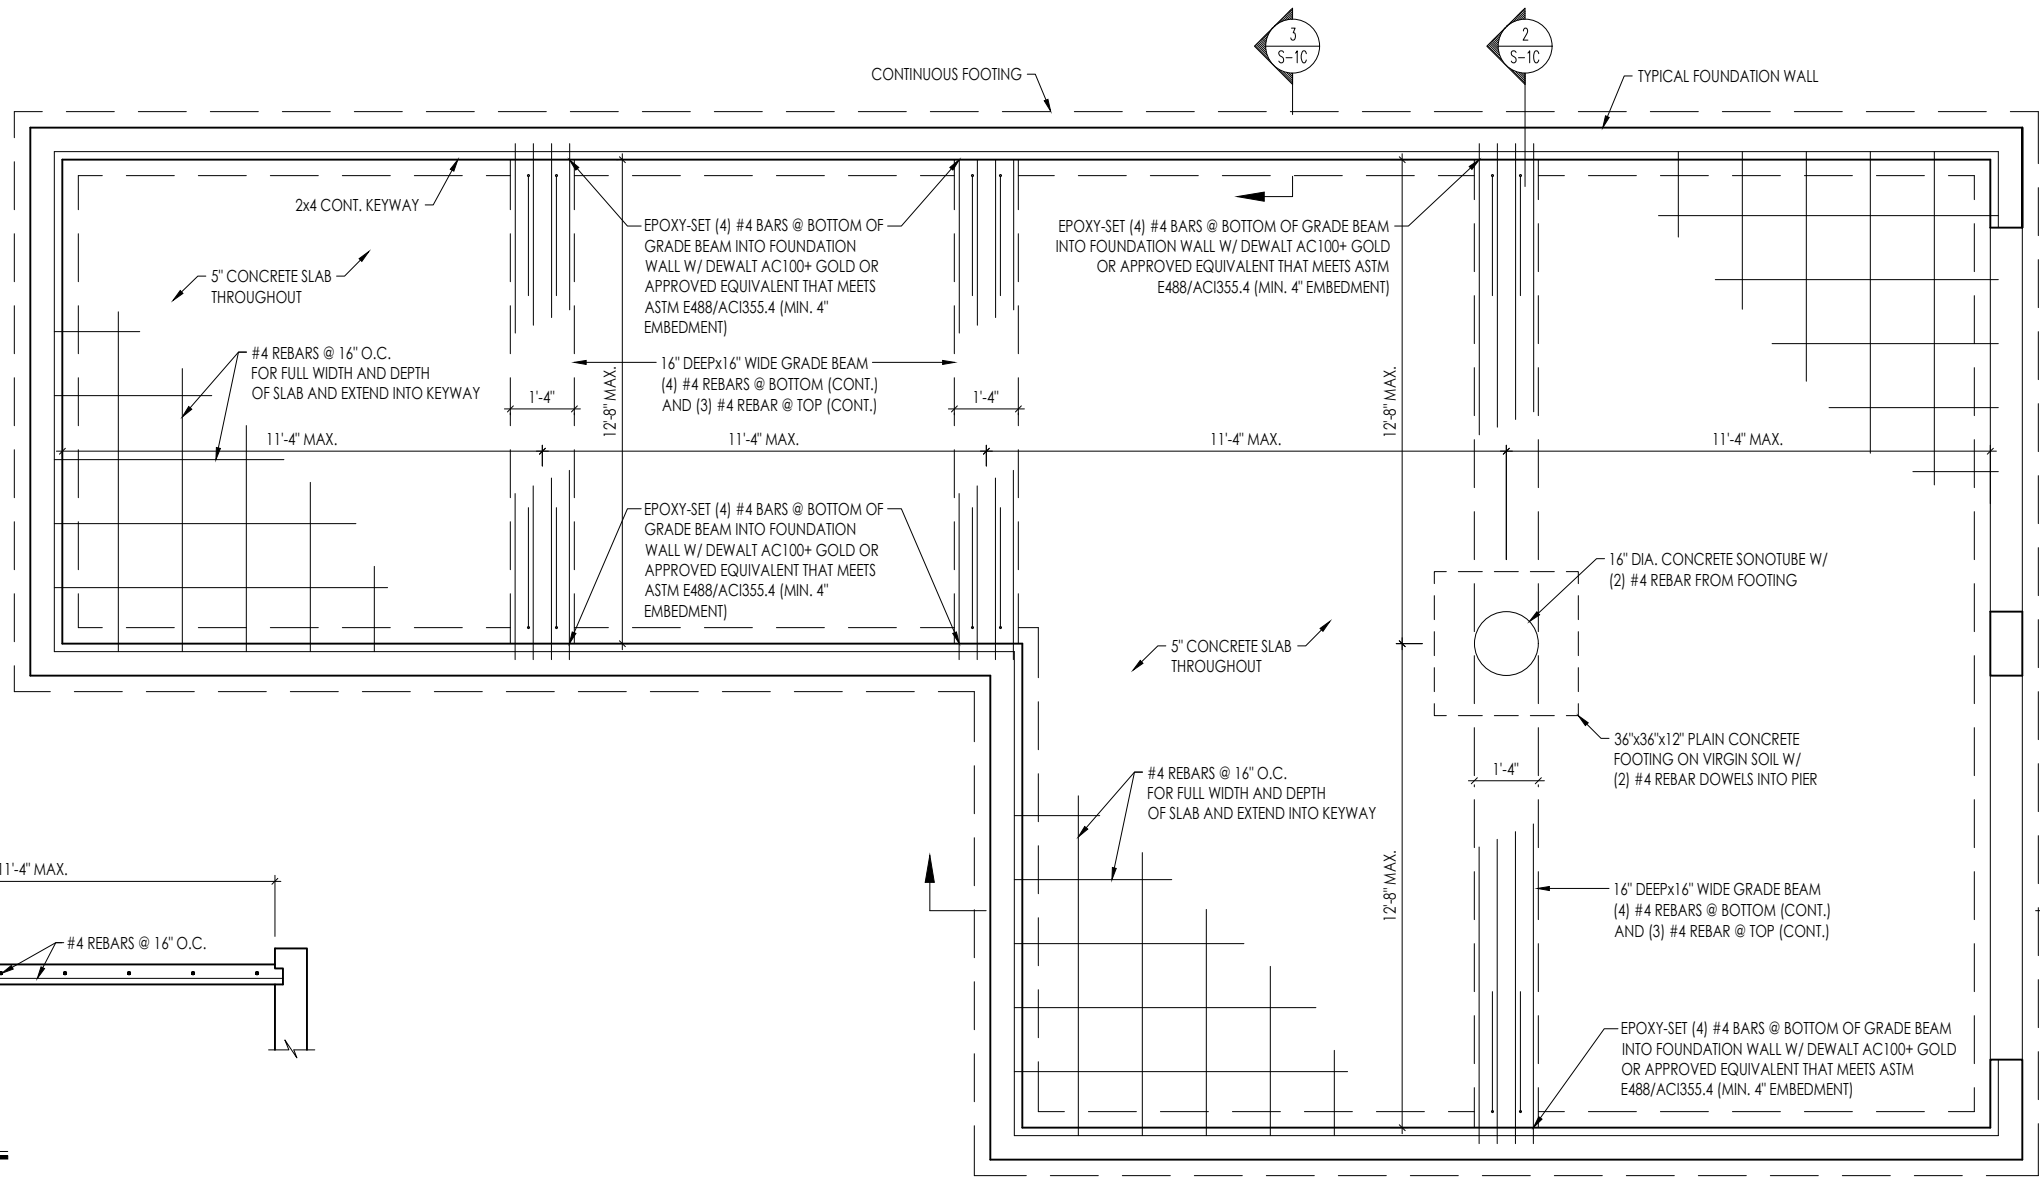 3
S-1C
2
S-1C
CONTINUOUS FOOTING
TYPICAL FOUNDATION WALL
2x4 CONT. KEYWAY
5" CONCRETE SLAB
THROUGHOUT
EPOXY-SET (4) #4 BARS @ BOTTOM OF
GRADE BEAM INTO FOUNDATION
WALL W/ DEWALT AC100+ GOLD OR
APPROVED EQUIVALENT THAT MEETS
ASTM E488/ACI355.4 (MIN. 4"
EMBEDMENT)
EPOXY-SET (4) #4 BARS @ BOTTOM OF GRADE BEAM
INTO FOUNDATION WALL W/ DEWALT AC100+ GOLD
OR APPROVED EQUIVALENT THAT MEETS ASTM
E488/ACI355.4 (MIN. 4" EMBEDMENT)
#4 REBARS @ 16" O.C.
FOR FULL WIDTH AND DEPTH
OF SLAB AND EXTEND INTO KEYWAY
16" DEEPx16" WIDE GRADE BEAM
(4) #4 REBARS @ BOTTOM (CONT.)
AND (3) #4 REBAR @ TOP (CONT.)
1'-4"
12'-8" MAX.
1'-4"
12'-8" MAX.
11'-4" MAX.
11'-4" MAX.
11'-4" MAX.
11'-4" MAX.
EPOXY-SET (4) #4 BARS @ BOTTOM OF
GRADE BEAM INTO FOUNDATION
WALL W/ DEWALT AC100+ GOLD OR
APPROVED EQUIVALENT THAT MEETS
ASTM E488/ACI355.4 (MIN. 4"
EMBEDMENT)
16" DIA. CONCRETE SONOTUBE W/
(2) #4 REBAR FROM FOOTING
5" CONCRETE SLAB
THROUGHOUT
36"x36"x12" PLAIN CONCRETE
FOOTING ON VIRGIN SOIL W/
(2) #4 REBAR DOWELS INTO PIER
1'-4"
#4 REBARS @ 16" O.C.
FOR FULL WIDTH AND DEPTH
OF SLAB AND EXTEND INTO KEYWAY
12'-8" MAX.
16" DEEPx16" WIDE GRADE BEAM
(4) #4 REBARS @ BOTTOM (CONT.)
AND (3) #4 REBAR @ TOP (CONT.)
11'-4" MAX.
#4 REBARS @ 16" O.C.
EPOXY-SET (4) #4 BARS @ BOTTOM OF GRADE BEAM
INTO FOUNDATION WALL W/ DEWALT AC100+ GOLD
OR APPROVED EQUIVALENT THAT MEETS ASTM
E488/ACI355.4 (MIN. 4" EMBEDMENT)